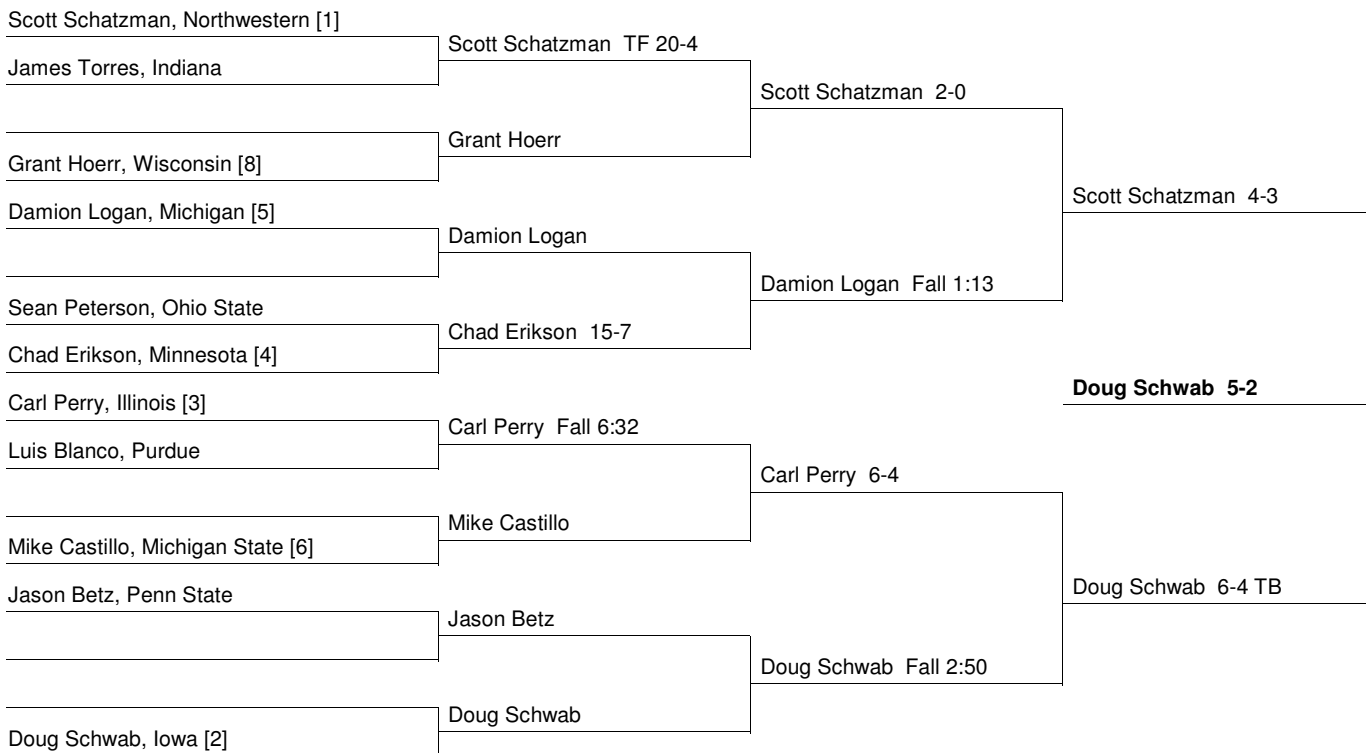 Scott Schatzman, Northwestern [1]
James Torres, Indiana
Grant Hoerr, Wisconsin [8]
Damion Logan, Michigan [5]
Sean Peterson, Ohio State
Chad Erikson, Minnesota [4]
Carl Perry, Illinois [3]
Luis Blanco, Purdue
Mike Castillo, Michigan State [6]
Jason Betz, Penn State
Doug Schwab, Iowa [2]
Scott Schatzman TF 20-4
Grant Hoerr
Damion Logan
Chad Erikson 15-7
Carl Perry Fall 6:32
Mike Castillo
Jason Betz
Doug Schwab
Scott Schatzman 2-0
Damion Logan Fall 1:13
Carl Perry 6-4
Doug Schwab Fall 2:50
Scott Schatzman 4-3
Doug Schwab 5-2
Doug Schwab 6-4 TB